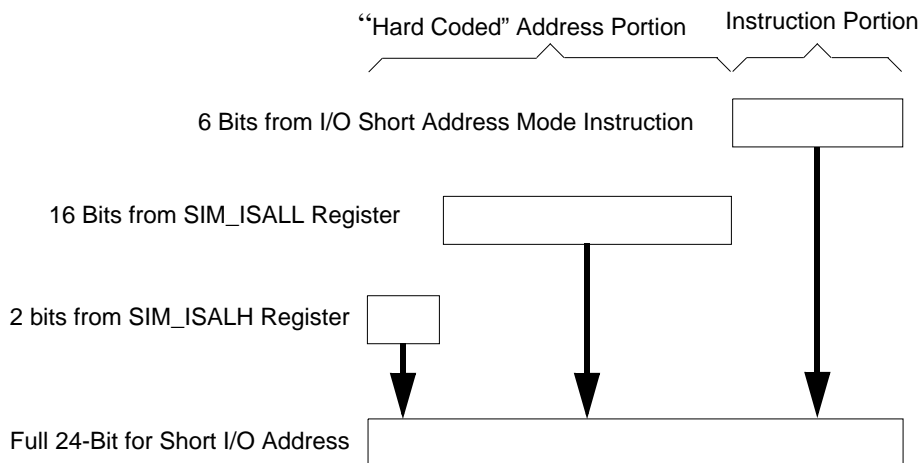 “Hard Coded” Address Portion
Instruction Portion
6 Bits from I/O Short Address Mode Instruction
16 Bits from SIM_ISALL Register
2 bits from SIM_ISALH Register
Full 24-Bit for Short I/O Address